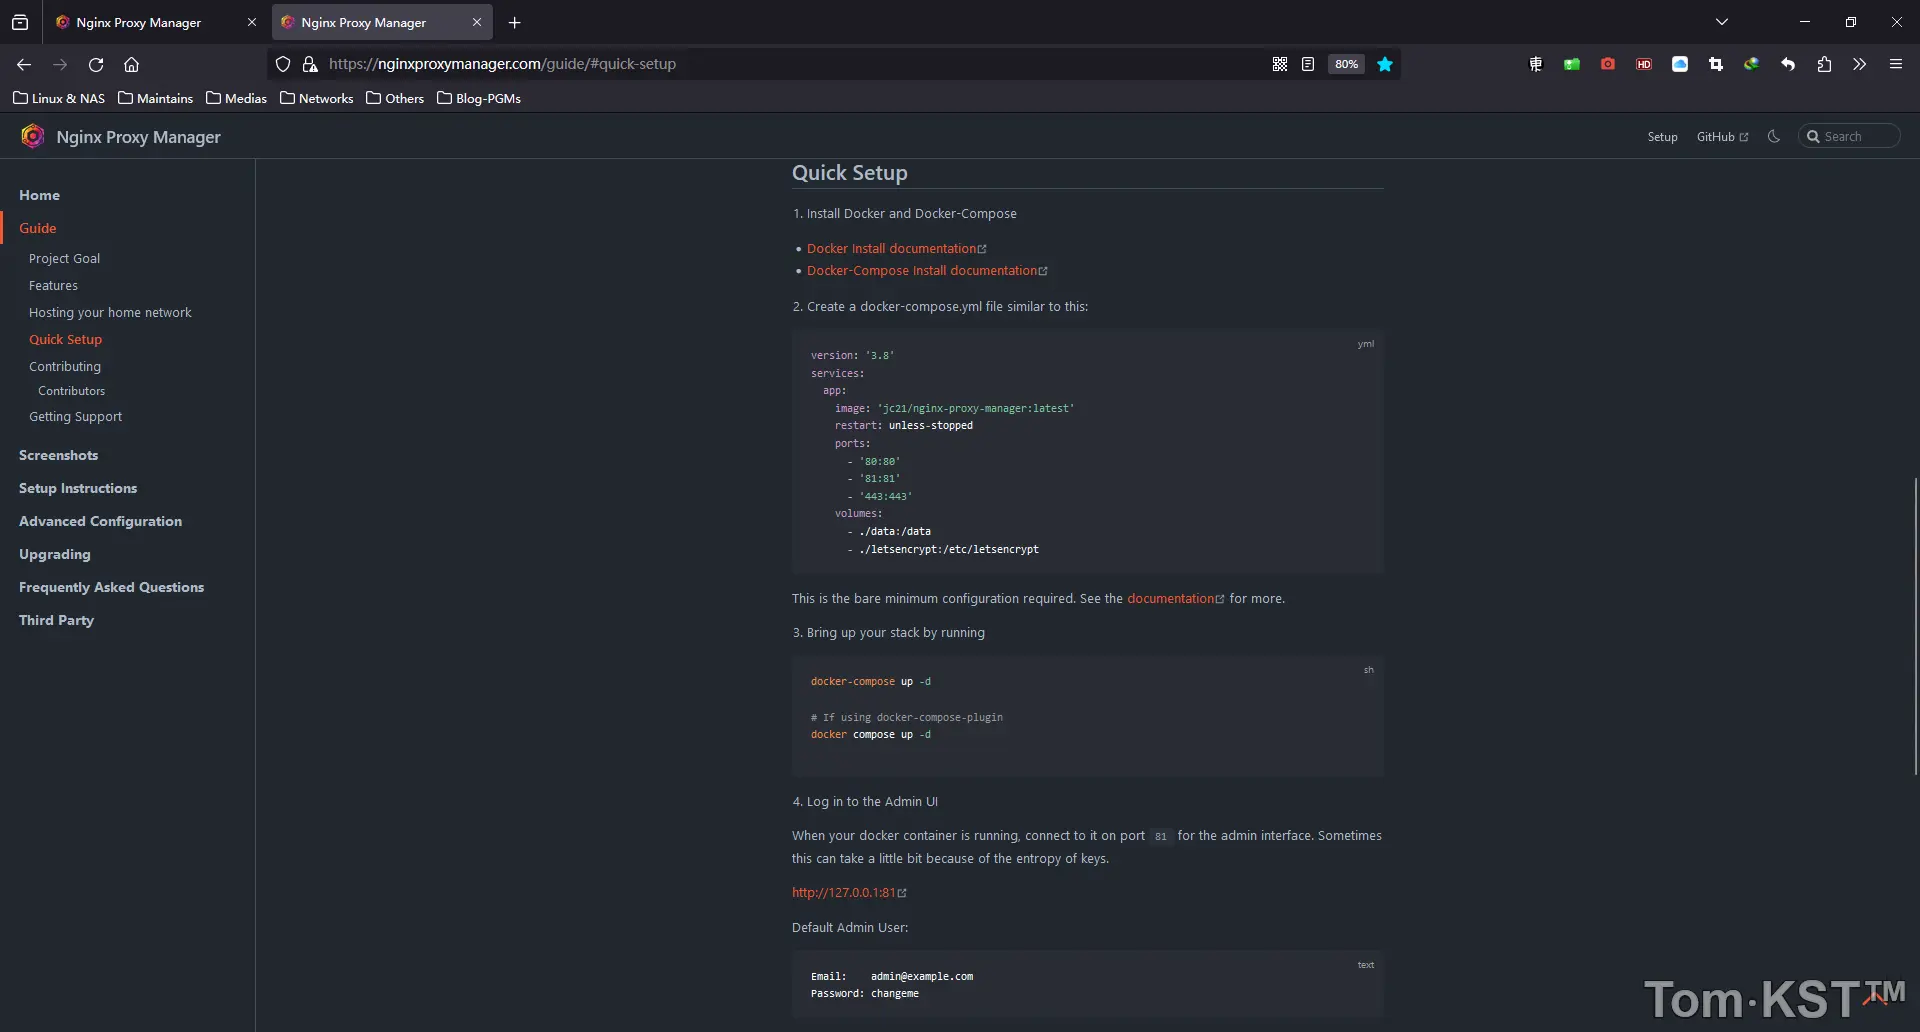 Nginx Proxy Manager
Nginx Proxy Manager
https://nginxproxymanager.com/guide/#quick-setup
80%
HD
Linux & NAS
Maintains
Medias
Networks
Others
Blog-PGMs
Nginx Proxy Manager
Setup
GitHub
Search
Home
Guide
Project Goal
Features
Hosting your home network
Quick Setup
Contributing
Contributors
Getting Support
Screenshots
Setup Instructions
Advanced Configuration
Upgrading
Frequently Asked Questions
Third Party
Quick Setup
1. Install Docker and Docker-Compose
• Docker Install documentation
• Docker-Compose Install documentation
2. Create a docker-compose.yml file similar to this:
yml
version: '3.8'
services:
  app:
    image: 'jc21/nginx-proxy-manager:latest'
    restart: unless-stopped
    ports:
      - '80:80'
      - '81:81'
      - '443:443'
    volumes:
      - ./data:/data
      - ./letsencrypt:/etc/letsencrypt
This is the bare minimum configuration required. See the documentation for more.
3. Bring up your stack by running
sh
docker-compose up -d
# If using docker-compose-plugin
docker compose up -d
4. Log in to the Admin UI
When your docker container is running, connect to it on port 81 for the admin interface. Sometimes
this can take a little bit because of the entropy of keys.
http://127.0.0.1:81
Default Admin User:
text
Email:    admin@example.com
Password: changeme
Tom·KST™